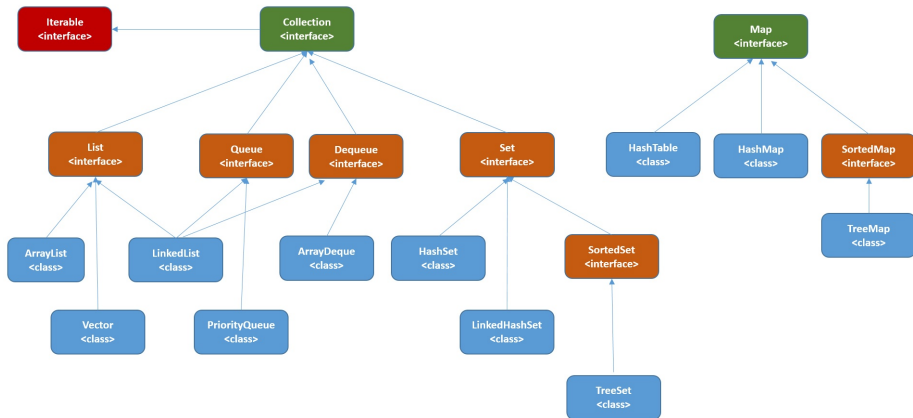 Iterable
<interface>
Collection
<interface>
Map
<interface>
List
<interface>
Queue
<interface>
Dequeue
<interface>
Set
<interface>
HashTable
<class>
HashMap
<class>
SortedMap
<interface>
ArrayList
<class>
LinkedList
<class>
ArrayDeque
<class>
HashSet
<class>
SortedSet
<interface>
TreeMap
<class>
Vector
<class>
PriorityQueue
<class>
LinkedHashSet
<class>
TreeSet
<class>